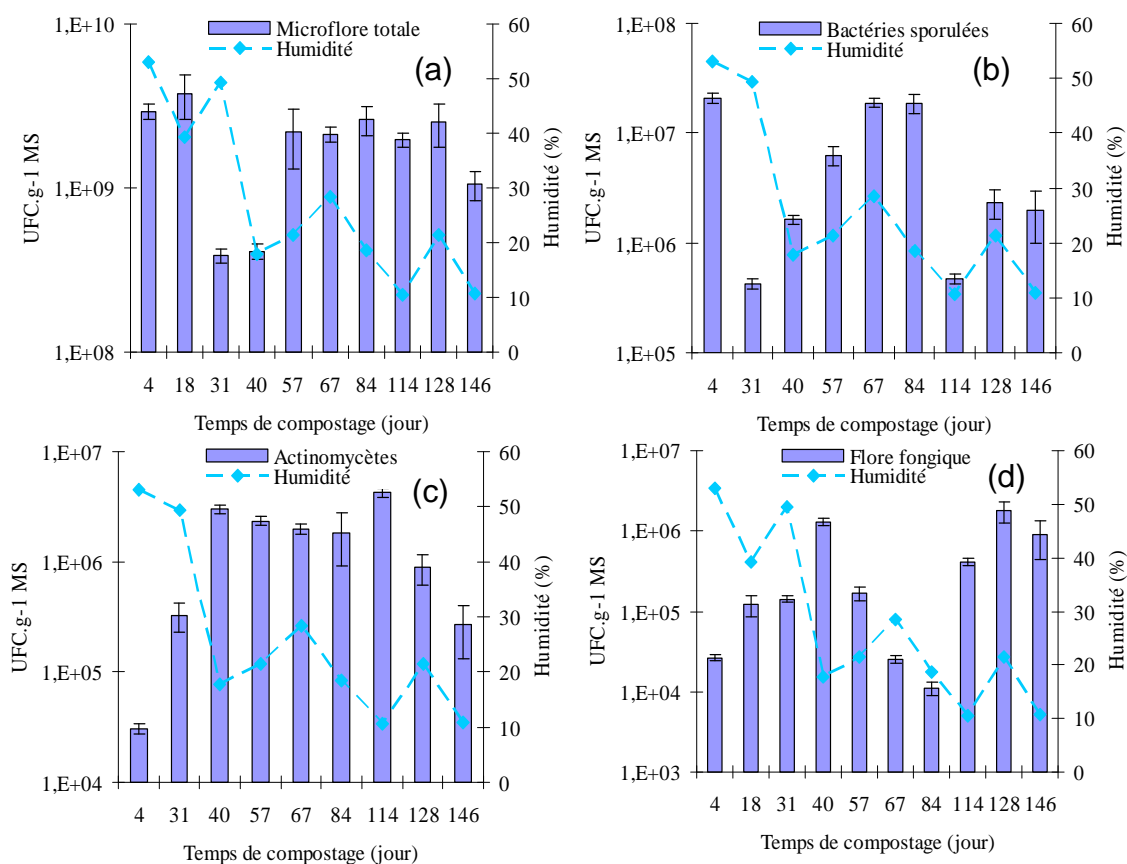 Microflore totale
Humidité
(a)
UFC.g-1 MS
1,E+10
1,E+09
1,E+08
60
50
40
30
20
10
0
Humidité (%)
4 18 31 40 57 67 84 114 128 146
Temps de compostage (jour)
Bactéries sporulées
Humidité
(b)
UFC.g-1 MS
1,E+08
1,E+07
1,E+06
1,E+05
60
50
40
30
20
10
0
Humidité (%)
4 31 40 57 67 84 114 128 146
Temps de compostage (jour)
Actinomycètes
Humidité
(c)
UFC.g-1 MS
1,E+07
1,E+06
1,E+05
1,E+04
60
50
40
30
20
10
0
Humidité (%)
4 31 40 57 67 84 114 128 146
Temps de compostage (jour)
Flore fongique
Humidité
(d)
UFC.g-1 MS
1,E+07
1,E+06
1,E+05
1,E+04
1,E+03
60
50
40
30
20
10
0
Humidité (%)
4 18 31 40 57 67 84 114 128 146
Temps de compostage (jour)